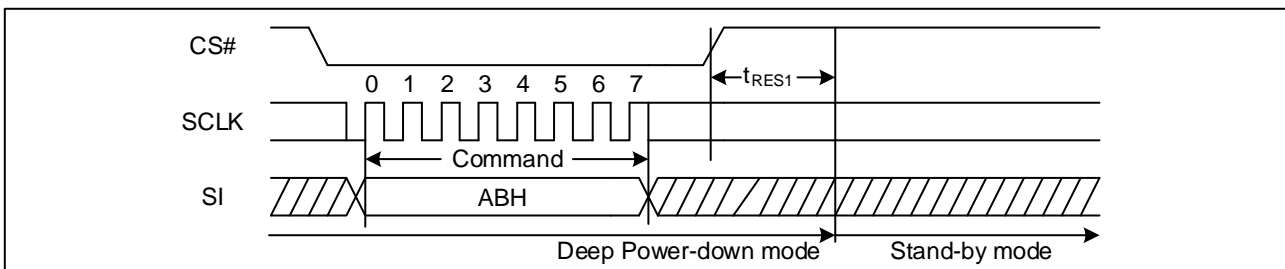 CS#
tRES1
0 1 2 3 4 5 6 7
SCLK
Command
SI
ABH
Deep Power-down mode Stand-by mode